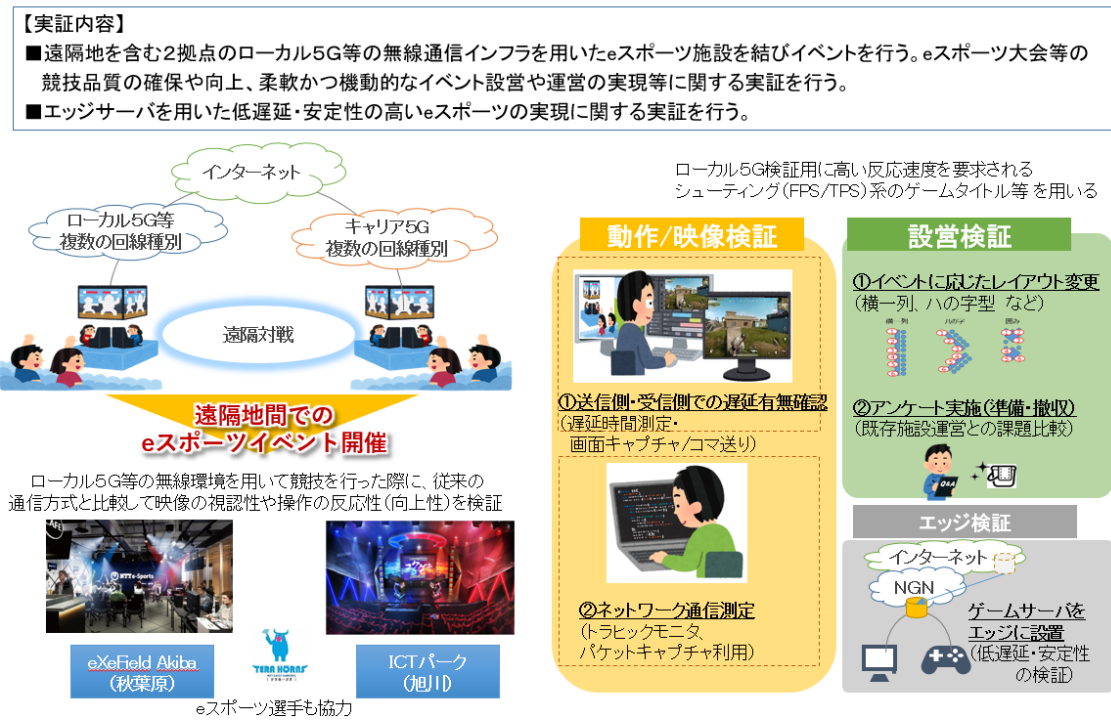 【実証内容】
■遠隔地を含む２拠点のローカル５Ｇ等の無線通信インフラを用いたeスポーツ施設を結びイベントを行う。eスポーツ大会等の
競技品質の確保や向上、柔軟かつ機動的なイベント設営や運営の実現等に関する実証を行う。
■エッジサーバを用いた低遅延・安定性の高いeスポーツの実現に関する実証を行う。
インターネット
ローカル5G等
複数の回線種別
キャリア5G
複数の回線種別
遠隔対戦
遠隔地間での
eスポーツイベント開催
ローカル5G等の無線環境を用いて競技を行った際に、従来の
通信方式と比較して映像の視認性や操作の反応性（向上性）を検証
NTTe-Sports
eXeField Akiba
（秋葉原）
TERA HORNS
ICTパーク
（旭川）
eスポーツ選手も協力
ローカル5G検証用に高い反応速度を要求される
シューティング（FPS/TPS）系のゲームタイトル等 を用いる
動作/映像検証
①送信側・受信側での遅延有無確認
（遅延時間測定・
画面キャプチャ/コマ送り）
②ネットワーク通信測定
（トラヒックモニタ、
パケットキャプチャ利用）
設営検証
①イベントに応じたレイアウト変更
（横一列、ハの字型 など）
横一列
ハの字
囲み
②アンケート実施（準備・撤収）
（既存施設運営との課題比較）
Q&A
エッジ検証
インターネット
NGN
ゲームサーバを
エッジに設置
（低遅延・安定性
の検証）